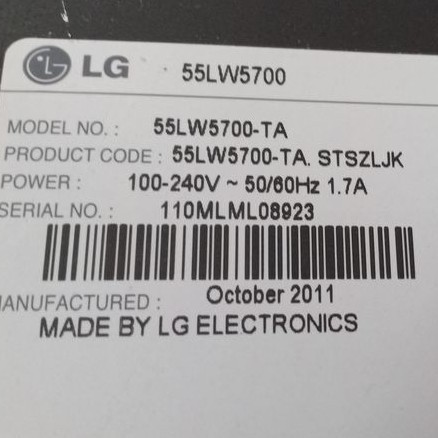 LG 55LW5700
MODEL NO. : 55LW5700-TA
PRODUCT CODE : 55LW5700-TA. STSZLJK
POWER : 100-240V ~ 50/60Hz 1.7A
SERIAL NO. : 110MLML08923
MANUFACTURED : October 2011
MADE BY LG ELECTRONICS